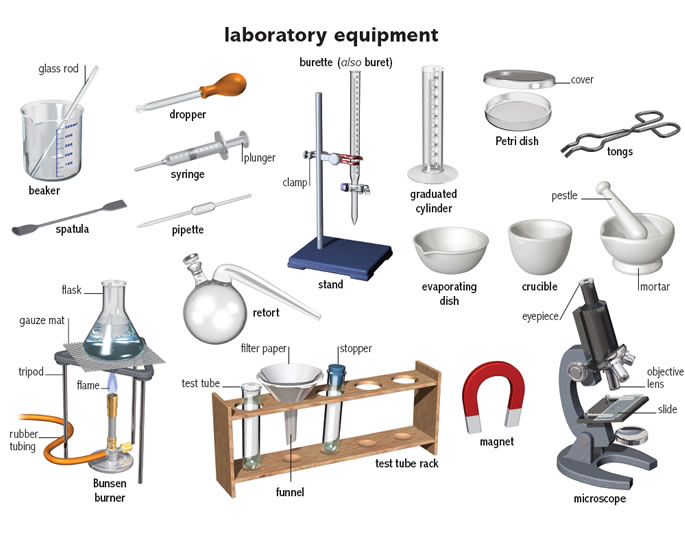 laboratory equipment
glass rod
beaker
dropper
syringe
plunger
burette (also buret)
clamp
stand
graduated
cylinder
cover
Petri dish
tongs
spatula
pipette
evaporating
dish
crucible
pestle
mortar
flask
gauze mat
tripod
flame
rubber
tubing
Bunsen
burner
retort
filter paper
stopper
test tube
funnel
test tube rack
magnet
eyepiece
objective
lens
slide
microscope